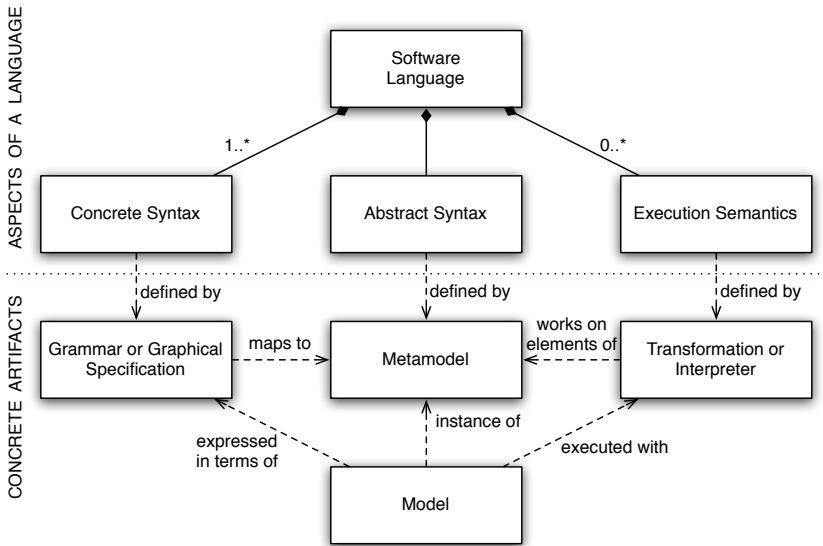 ASPECTS OF A LANGUAGE
Software
Language
1..*
0..*
Concrete Syntax
Abstract Syntax
Execution Semantics
defined by
defined by
defined by
CONCRETE ARTIFACTS
Grammar or Graphical
Specification
maps to
Metamodel
works on
elements of
Transformation or
Interpreter
expressed
in terms of
instance of
executed with
Model